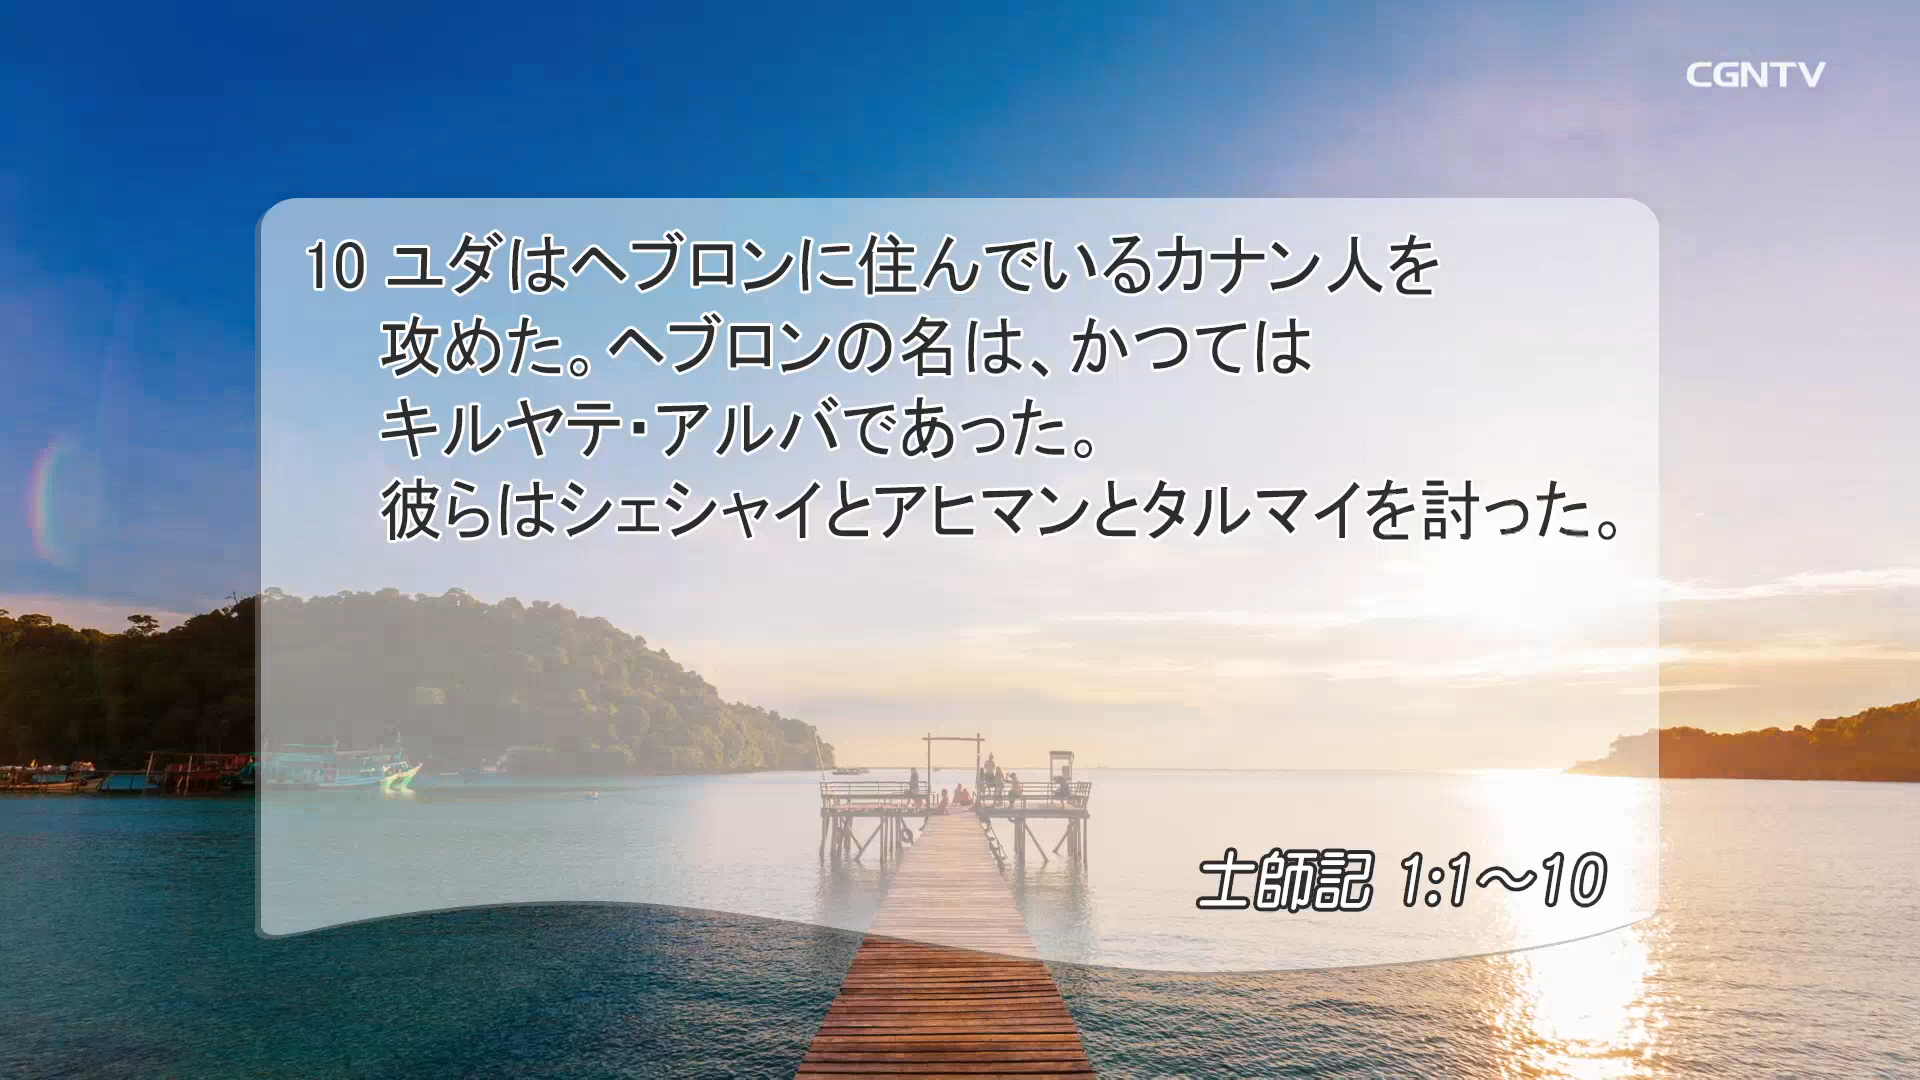 CGNTV
10 ユダはヘブロンに住んでいるカナン人を
攻めた。ヘブロンの名は、かつては
キルヤテ・アルバであった。
彼らはシェシャイとアヒマンとタルマイを討った。
士師記 1:1～10